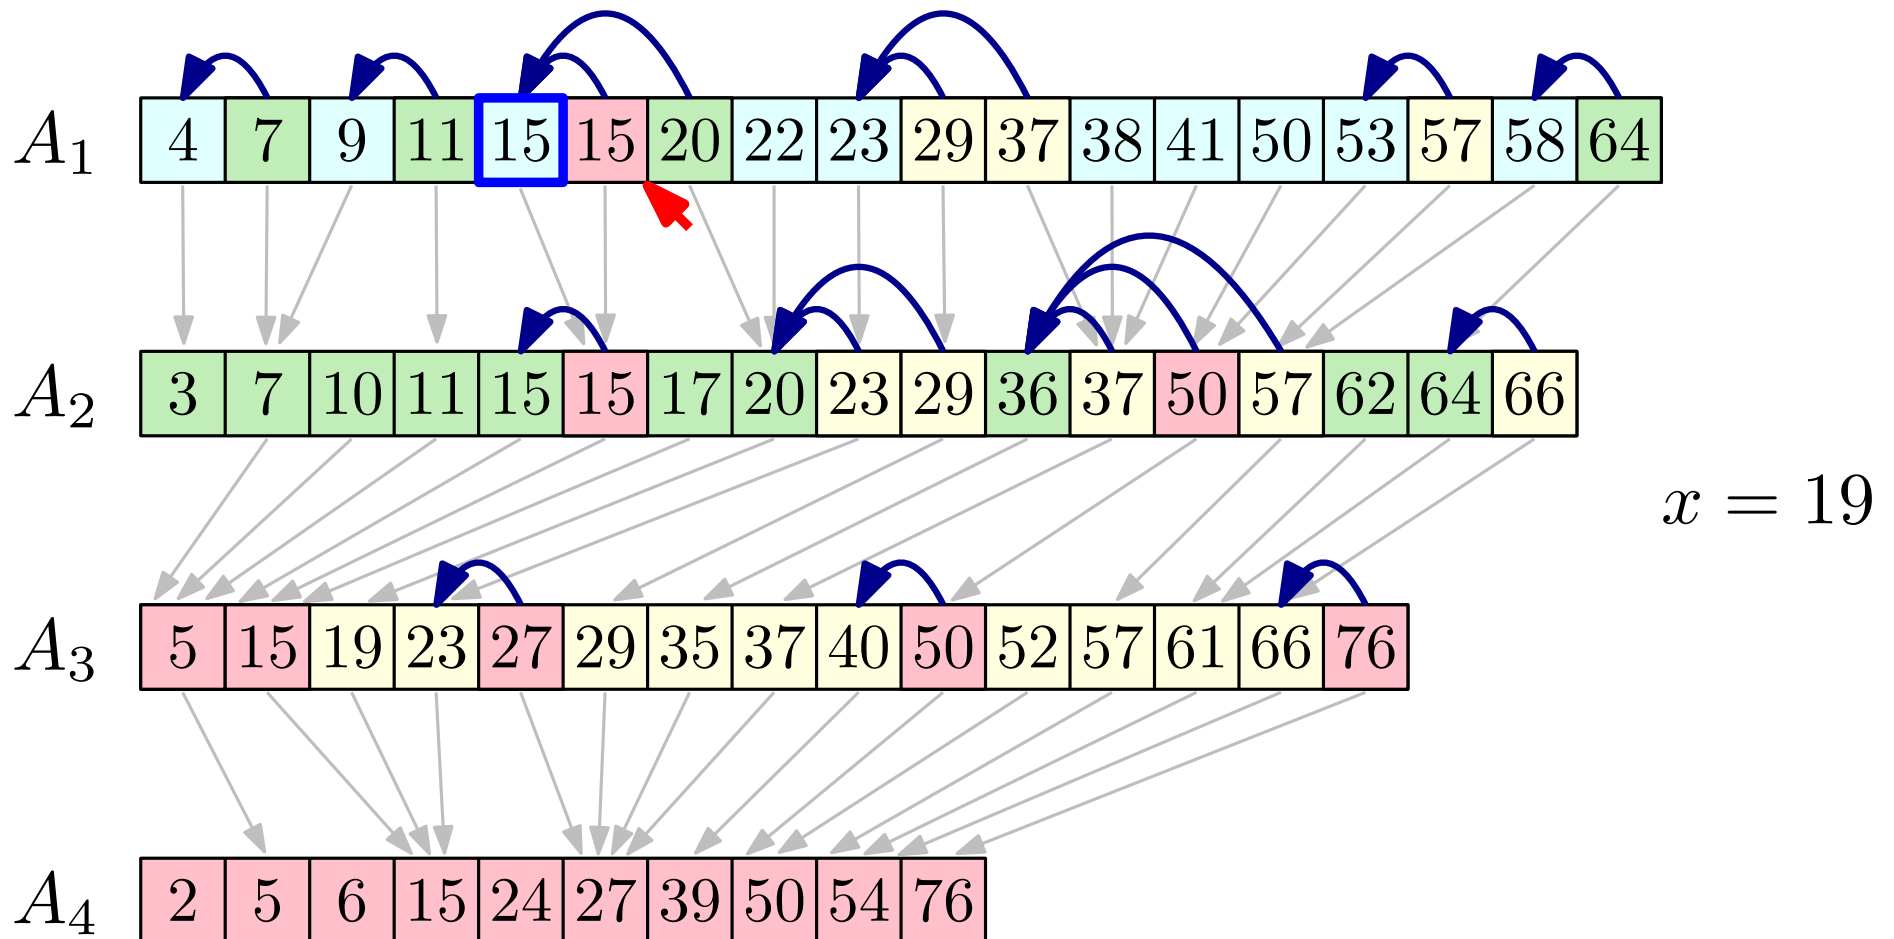 A₁ 4 7 9 11 15 15 20 22 23 29 37 38 41 50 53 57 58 64
A₂ 3 7 10 11 15 15 17 20 23 29 36 37 50 57 62 64 66
x = 19
A₃ 5 15 19 23 27 29 35 37 40 50 52 57 61 66 76
A₄ 2 5 6 15 24 27 39 50 54 76